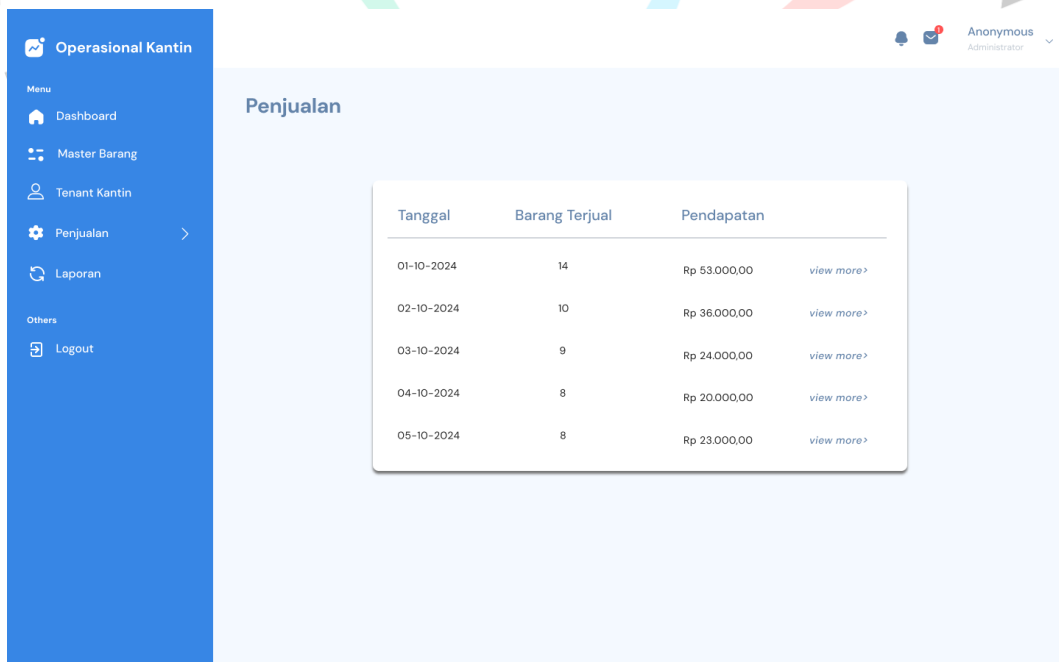 Operasional Kantin
Menu
Dashboard
Master Barang
Tenant Kantin
Penjualan
Laporan
Others
Logout
1
Anonymous
Administrator
Penjualan
Tanggal Barang Terjual Pendapatan
01-10-2024 14 Rp 53.000,00 view more>
02-10-2024 10 Rp 36.000,00 view more>
03-10-2024 9 Rp 24.000,00 view more>
04-10-2024 8 Rp 20.000,00 view more>
05-10-2024 8 Rp 23.000,00 view more>